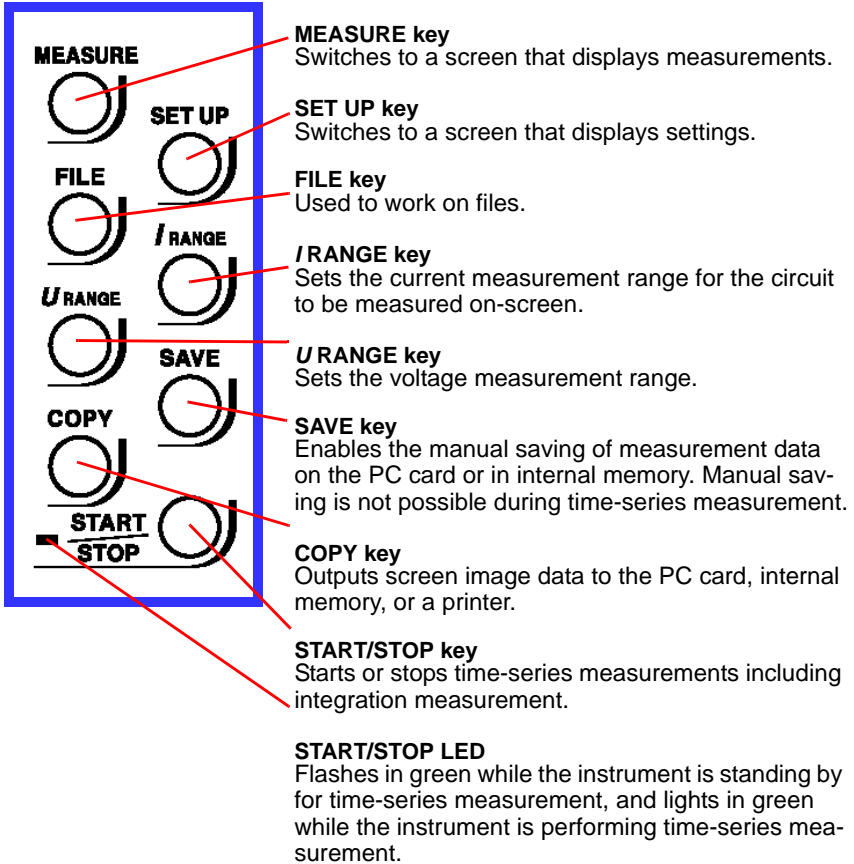 MEASURE
SET UP
FILE
I RANGE
U RANGE
SAVE
COPY
START
STOP
MEASURE key
Switches to a screen that displays measurements.
SET UP key
Switches to a screen that displays settings.
FILE key
Used to work on files.
I RANGE key
Sets the current measurement range for the circuit
to be measured on-screen.
U RANGE key
Sets the voltage measurement range.
SAVE key
Enables the manual saving of measurement data
on the PC card or in internal memory. Manual sav-
ing is not possible during time-series measurement.
COPY key
Outputs screen image data to the PC card, internal
memory, or a printer.
START/STOP key
Starts or stops time-series measurements including
integration measurement.
START/STOP LED
Flashes in green while the instrument is standing by
for time-series measurement, and lights in green
while the instrument is performing time-series mea-
surement.